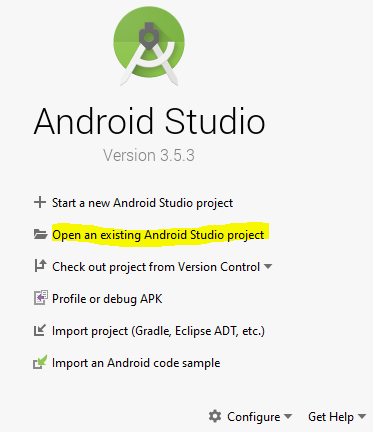 Android Studio
Version 3.5.3
Start a new Android Studio project
Open an existing Android Studio project
Check out project from Version Control
Profile or debug APK
Import project (Gradle, Eclipse ADT, etc.)
Import an Android code sample
Configure Get Help